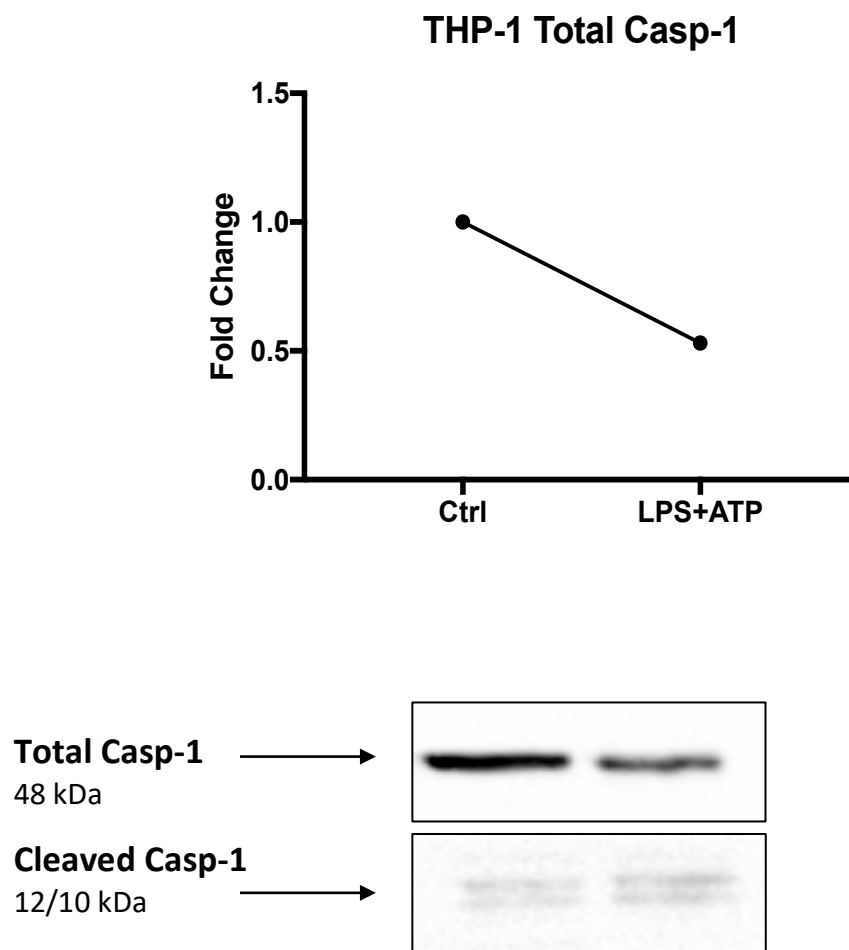 THP-1 Total Casp-1
1.5
1.0
0.5
0.0
Fold Change
Ctrl LPS+ATP
Total Casp-1
48 kDa
Cleaved Casp-1
12/10 kDa